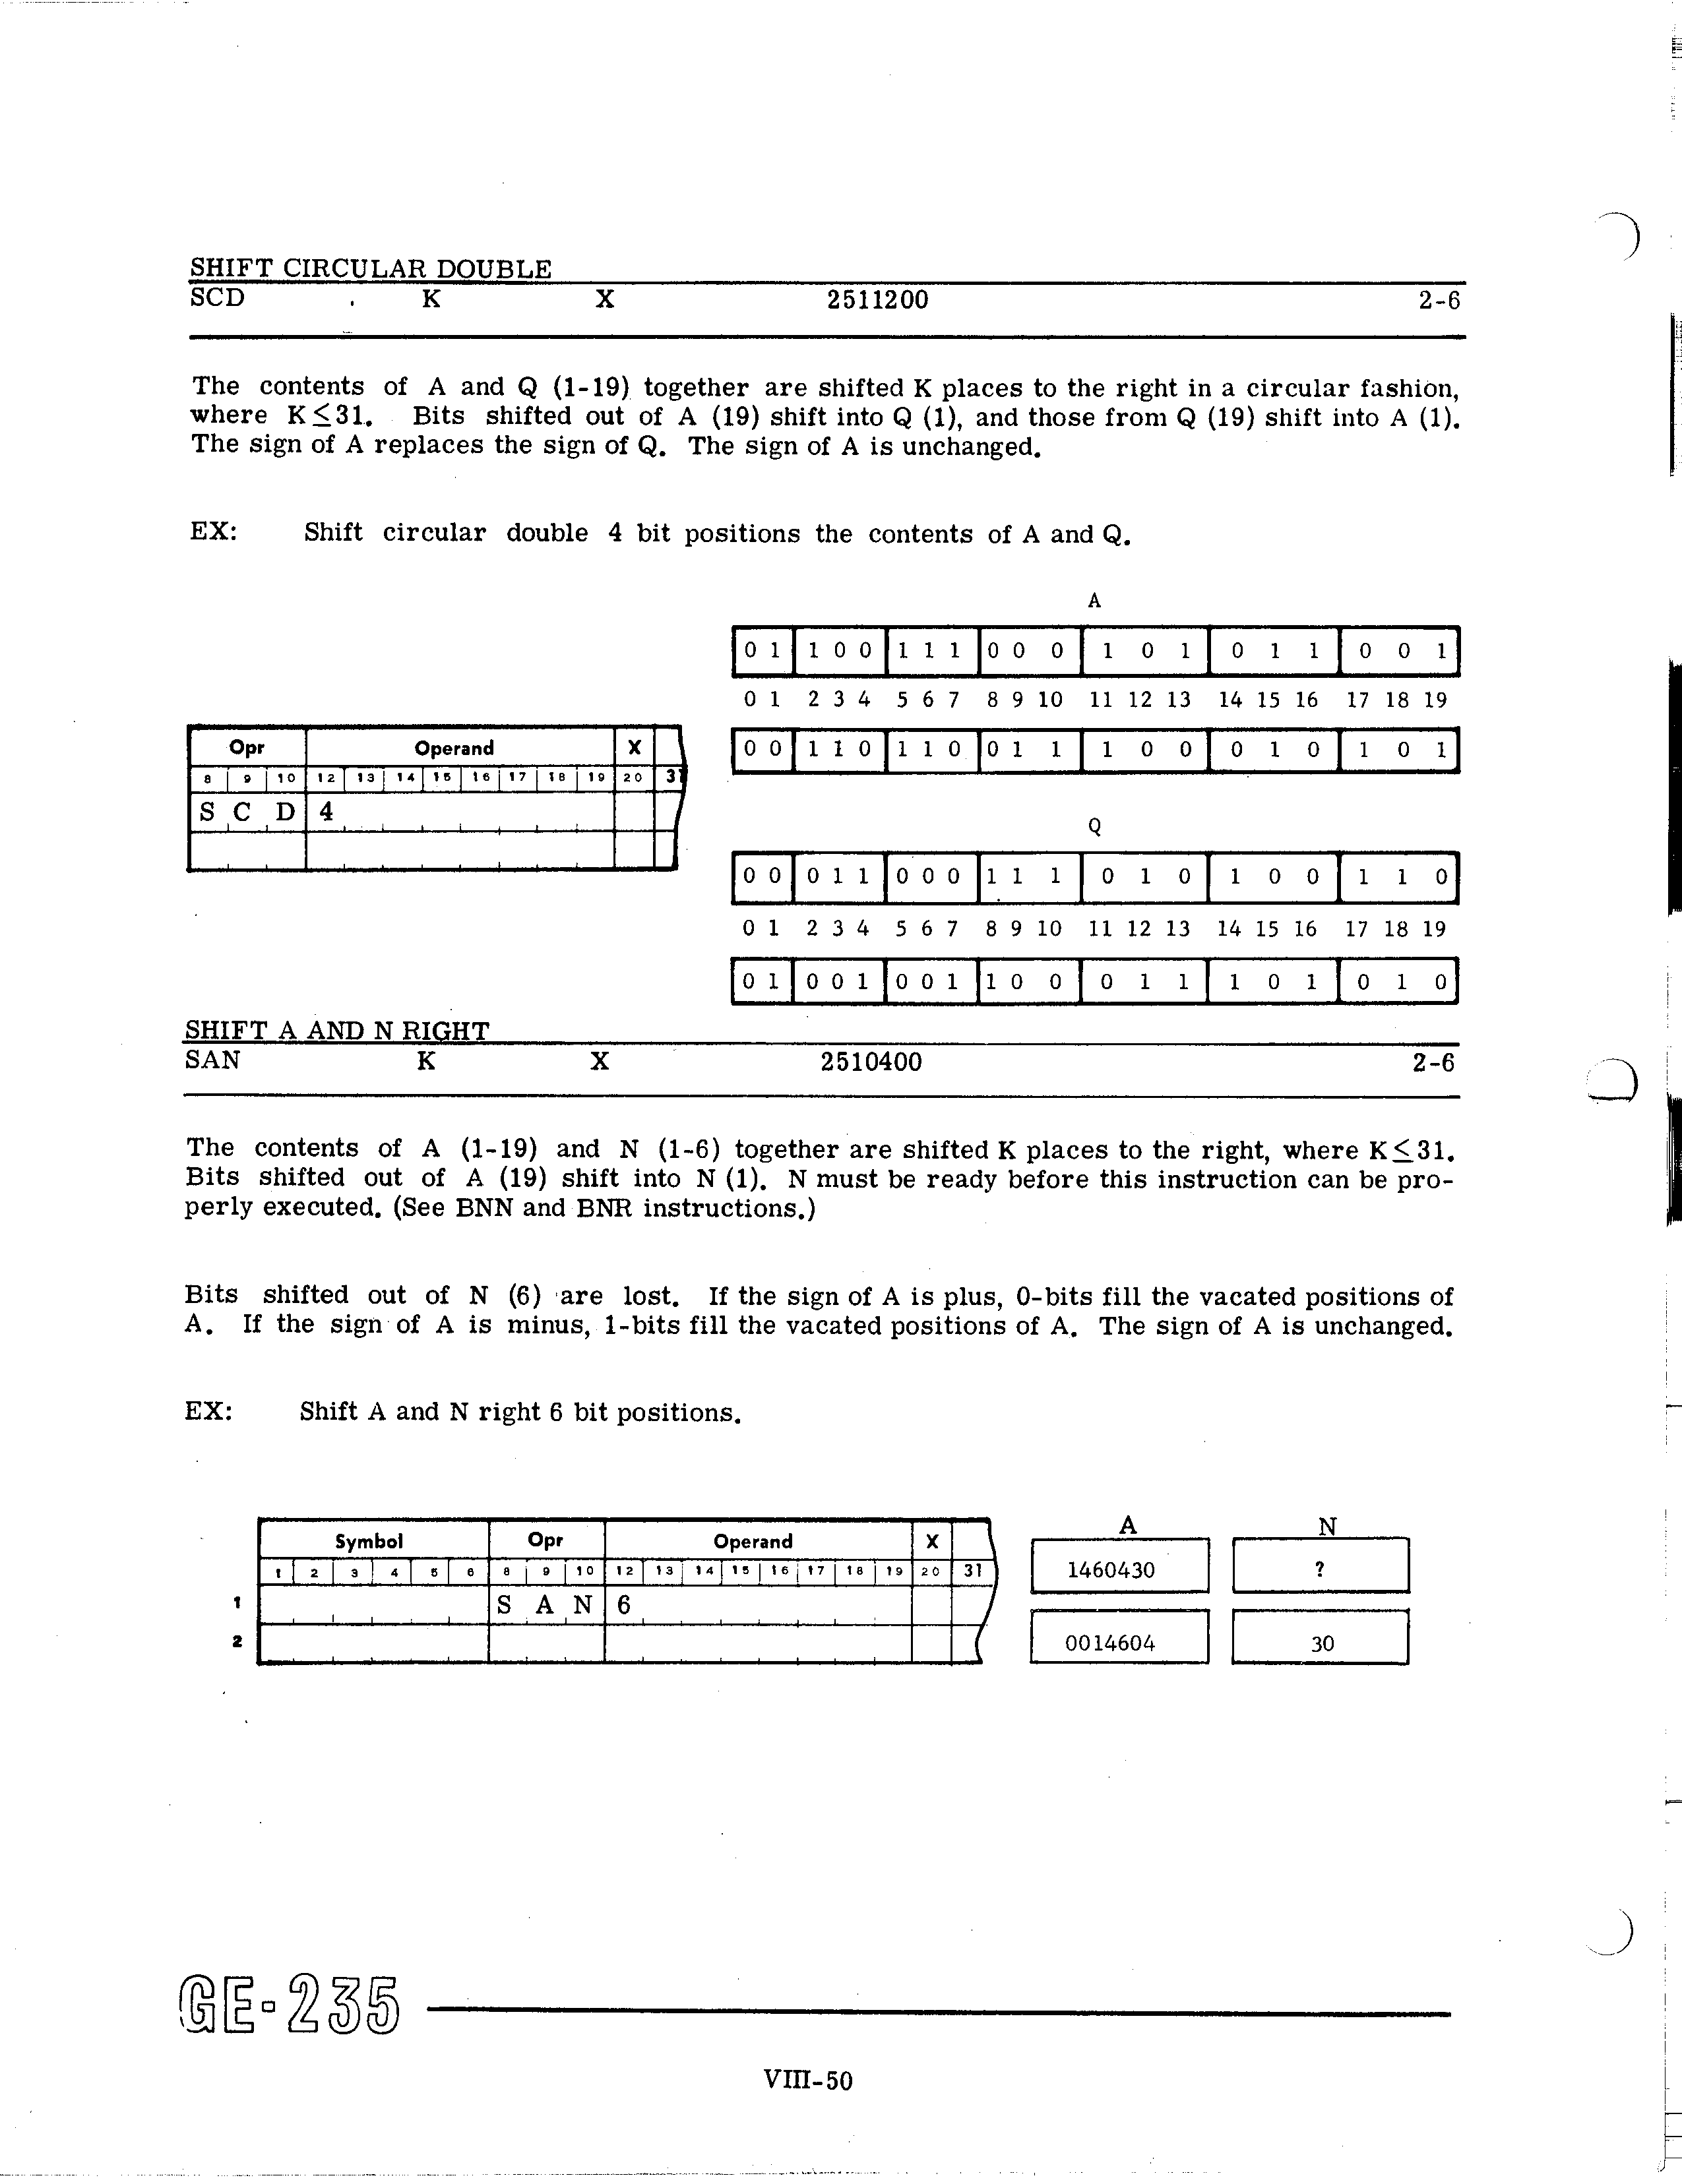 SHIFT CIRCULAR DOUBLE
SCD K X 2511200 2-6
The contents of A and Q (1-19) together are shifted K places to the right in a circular fashion,
where K≤31. Bits shifted out of A (19) shift into Q (1), and those from Q (19) shift into A (1).
The sign of A replaces the sign of Q. The sign of A is unchanged.
EX: Shift circular double 4 bit positions the contents of A and Q.
A
0 1 1 0 0 1 1 1 0 0 0 1 0 1 0 1 1 0 0 1
0 1 2 3 4 5 6 7 8 9 10 11 12 13 14 15 16 17 18 19
0 0 1 1 0 1 1 0 0 1 1 1 0 0 0 1 0 1 0 1
Opr Operand X
8 9 10 12 13 14 15 16 17 18 19 20 31
S C D 4
Q
0 0 0 1 1 0 0 0 1 1 1 0 1 0 1 0 0 1 1 0
0 1 2 3 4 5 6 7 8 9 10 11 12 13 14 15 16 17 18 19
0 1 0 0 1 0 0 1 1 0 0 0 1 1 1 0 1 0 1 0
SHIFT A AND N RIGHT
SAN K X 2510400 2-6
The contents of A (1-19) and N (1-6) together are shifted K places to the right, where K≤31.
Bits shifted out of A (19) shift into N (1). N must be ready before this instruction can be pro-
perly executed. (See BNN and BNR instructions.)
Bits shifted out of N (6) are lost. If the sign of A is plus, 0-bits fill the vacated positions of
A. If the sign of A is minus, 1-bits fill the vacated positions of A. The sign of A is unchanged.
EX: Shift A and N right 6 bit positions.
Symbol Opr Operand X
1 2 3 4 5 6 8 9 10 12 13 14 15 16 17 18 19 20 31
1 S A N 6
2
A N
1460430 ?
0014604 30
GE-235
VIII-50